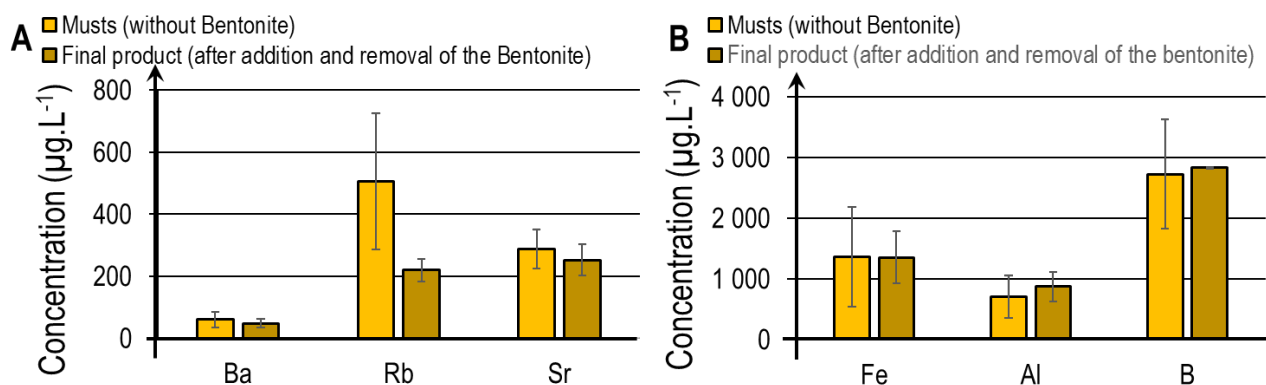 A
Musts (without Bentonite)
Final product (after addition and removal of the Bentonite)
Concentration (µg.L-1)
800
600
400
200
0
Ba Rb Sr
B
Musts (without Bentonite)
Final product (after addition and removal of the bentonite)
Concentration (µg.L-1)
4 000
3 000
2 000
1 000
0
Fe Al B